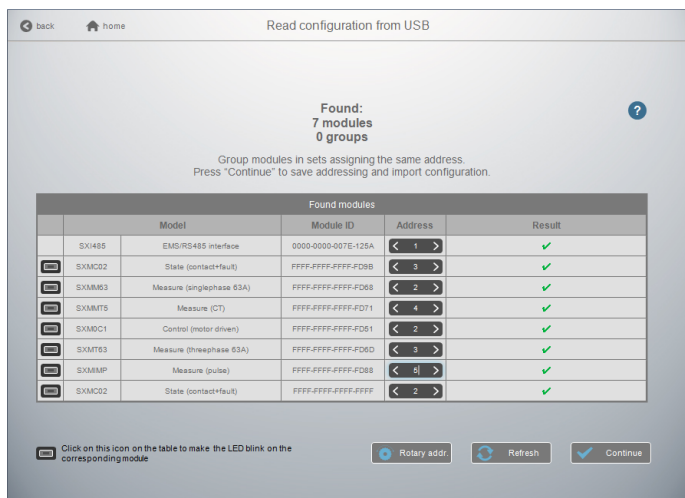 back home Read configuration from USB
Found:
7 modules
0 groups
?
Group modules in sets assigning the same address.
Press "Continue" to save addressing and import configuration.
Found modules
Model Module ID Address Result
SXI485 EMS/RS485 interface 0000-0000-007E-125A 1
SXMC02 State (contact+fault) FFFF-FFFF-FFFF-FD9B 3
SXMM63 Measure (singlephase 63A) FFFF-FFFF-FFFF-FD68 2
SXMMT5 Measure (CT) FFFF-FFFF-FFFF-FD71 4
SXM0C1 Control (motor driven) FFFF-FFFF-FFFF-FD51 2
SXMT63 Measure (threephase 63A) FFFF-FFFF-FFFF-FD6D 3
SXMIMP Measure (pulse) FFFF-FFFF-FFFF-FD88 5
SXMC02 State (contact+fault) FFFF-FFFF-FFFF-FFFF 2
Click on this icon on the table to make the LED blink on the
corresponding module
Rotary addr. Refresh Continue